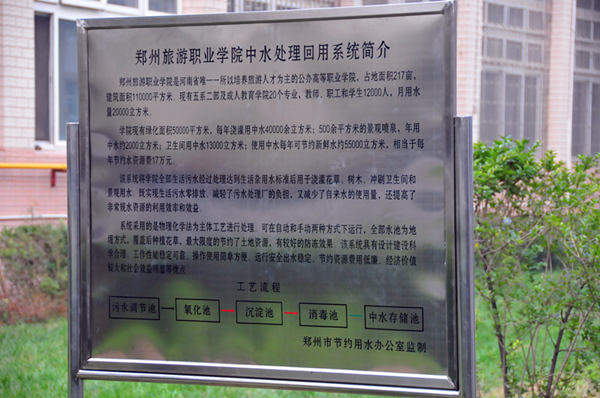 郑州旅游职业学院中水处理回用系统简介
郑州旅游职业学院是河南省唯一一所以培养旅游人才为主的公办高等职业学院，占地面积217亩，
建筑面积110000平方米．现有五系二部及成人教育学院20个专业，教师、职工和学生12000人，月用水
量20000立方米．
学院现有绿化面积50000平方米，每年浇灌用中水40000余立方米；500余平方米的景观喷泉，年用
中水约2000立方米；卫生间用水13000立方米；使用中水每年可节约新鲜水约55000立方米，相当于每
年节约水资源费17万元．
该系统将学院全部生活污水经过处理达到生活杂用水标准后用于浇灌花草、树木、冲刷卫生间和
景观用水．既实现生活污水零排放、减轻了污水处理厂的负担，又减少了自来水的使用量，还提高了
非常规水资源的利用效率和效益．
系统采用的是物理化学法为主体工艺进行处理．可在自动和手动两种方式下运行，全部水池为地
埋方式，覆盖后种植花草，最大限度的节约了土地资源，有较好的防冻效果．该系统具有设计建设科
学合理、工作性能稳定可靠、操作使用简单方便、运行安全出水稳定、节约资源费用低廉、经济价值
较大和社会效益明显等优点．
工艺流程
污水调节池 氧化池 沉淀池 消毒池 中水存储池
郑州市节约用水办公室监制